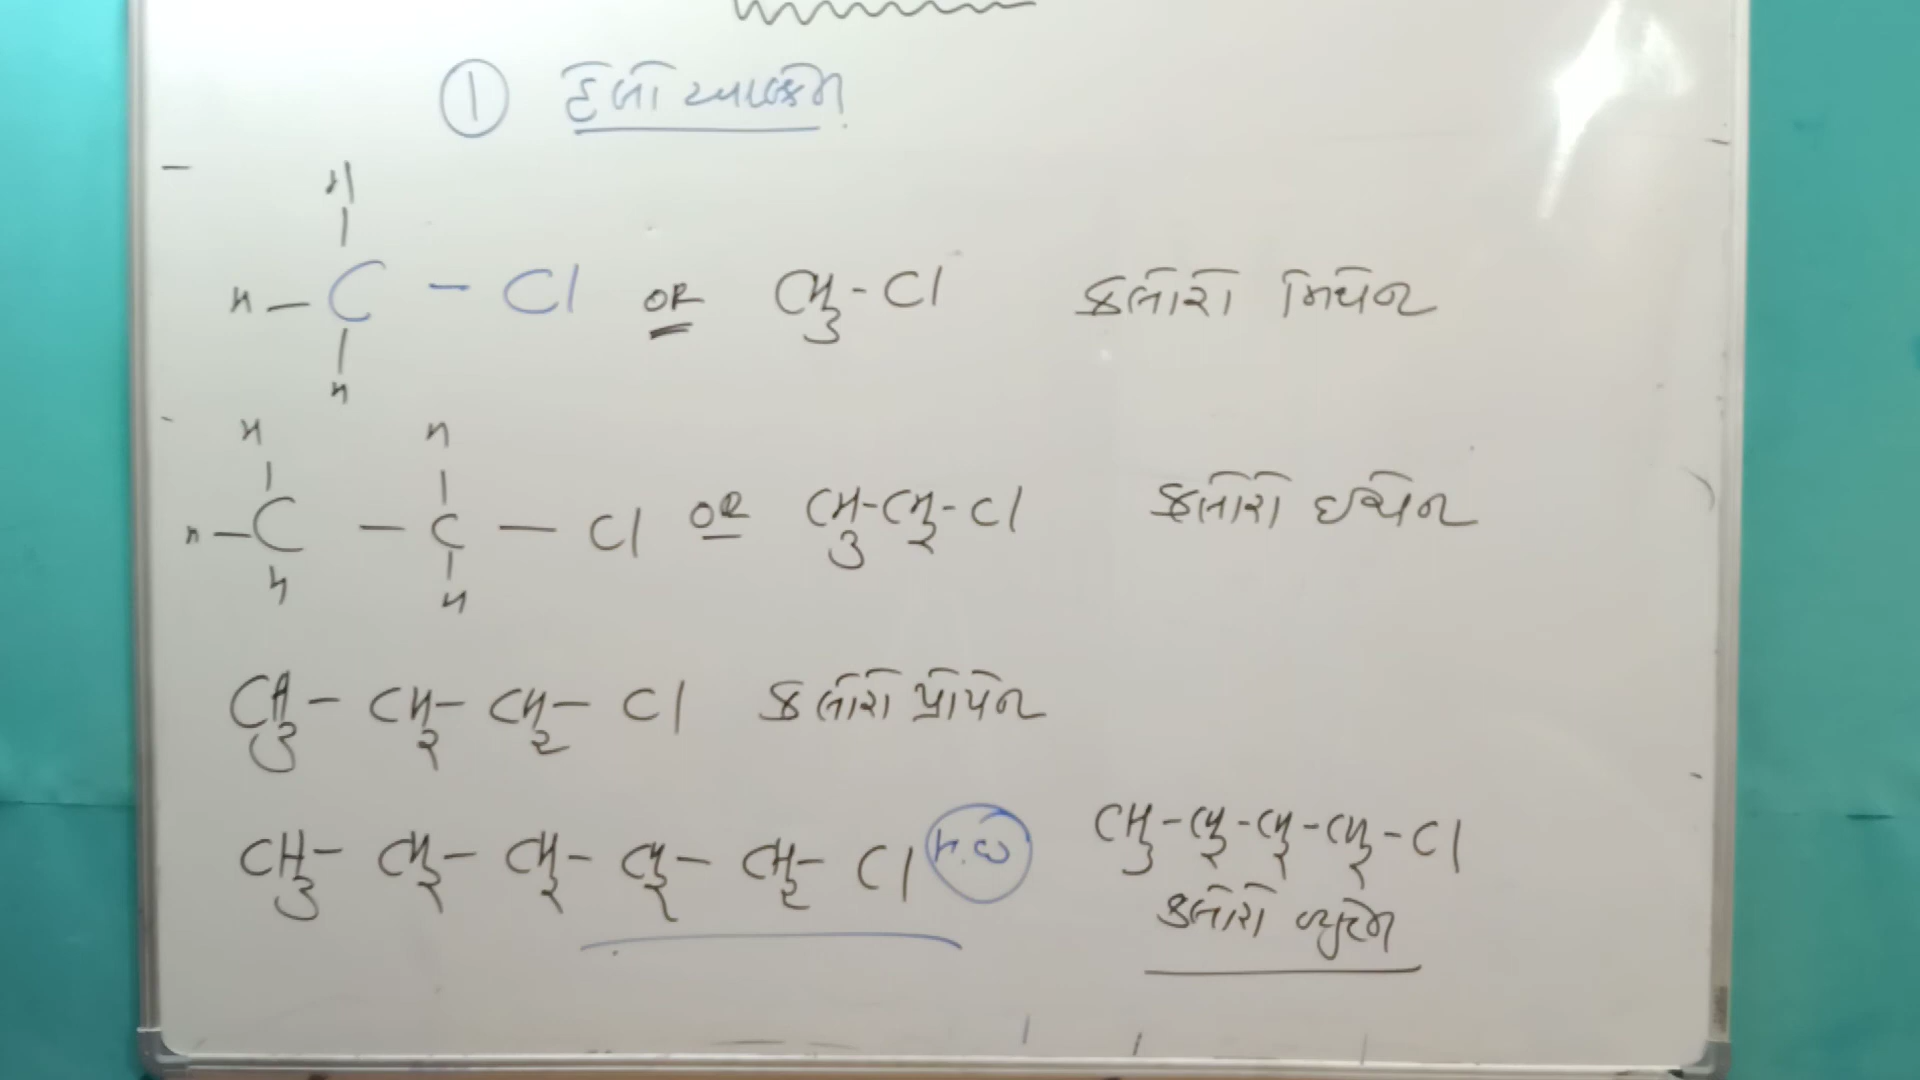 ① હેલો આલ્કેન
H
H – C – Cl OR CH₃ - Cl ક્લોરો મિથેન
H
H H
H – C – C – Cl OR CH₃ - CH₂ - Cl ક્લોરો ઇથેન
H H
CH₃ – CH₂ – CH₂ – Cl ક્લોરો પ્રોપેન
CH₃ – CH₂ – CH₂ – CH₂ – CH₂ – Cl H.W
CH₃ - CH₂ - CH₂ - CH₂ - Cl
ક્લોરો બ્યુટેન